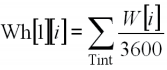 Wh[1][i] = ∑_{Tint} W[i]/3600